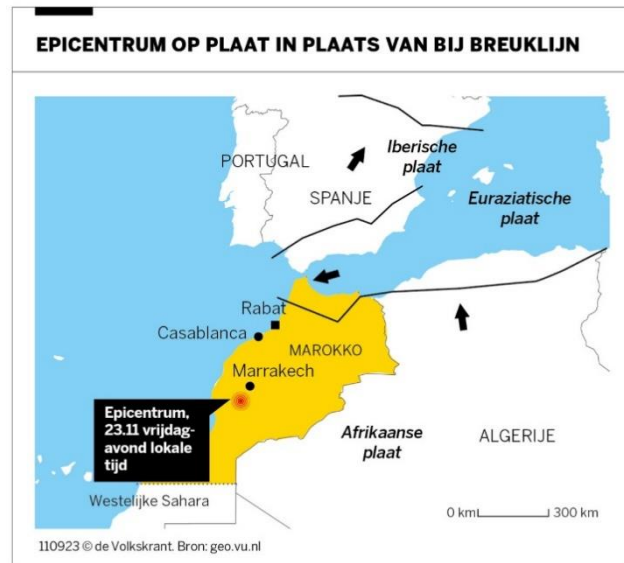 EPICENTRUM OP PLAAT IN PLAATS VAN BIJ BREUKLIJN
Iberische
plaat
PORTUGAL
SPANJE
Euraziatische
plaat
Rabat
Casablanca
MAROKKO
Marrakech
Epicentrum,
23.11 vrijdag-
avond lokale
tijd
Afrikaanse
plaat
ALGERIJE
Westelijke Sahara
0 km
300 km
110923 © de Volkskrant. Bron: geo.vu.nl